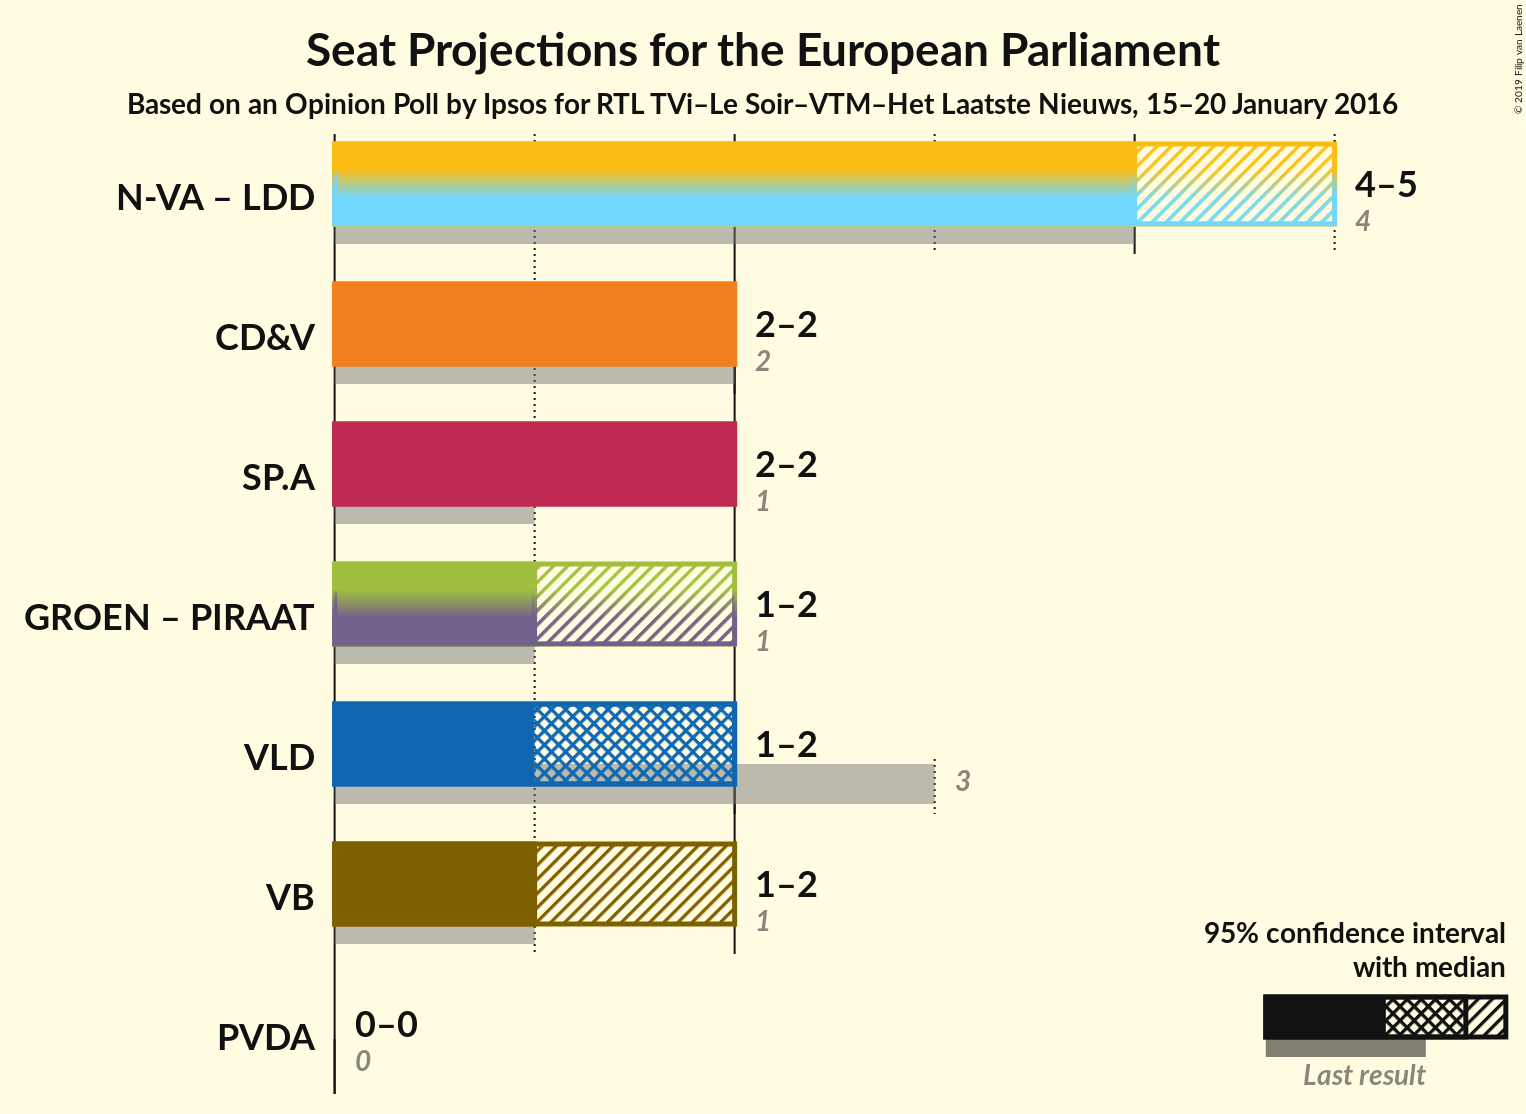 Seat Projections for the European Parliament
Based on an Opinion Poll by Ipsos for RTL TVi–Le Soir–VTM–Het Laatste Nieuws, 15–20 January 2016
© 2019 Filip van Laenen
N-VA – LDD
4–5
4
CD&V
2–2
2
SP.A
2–2
1
GROEN – PIRAAT
1–2
1
VLD
1–2
3
VB
1–2
1
PVDA
0–0
0
95% confidence interval
with median
Last result